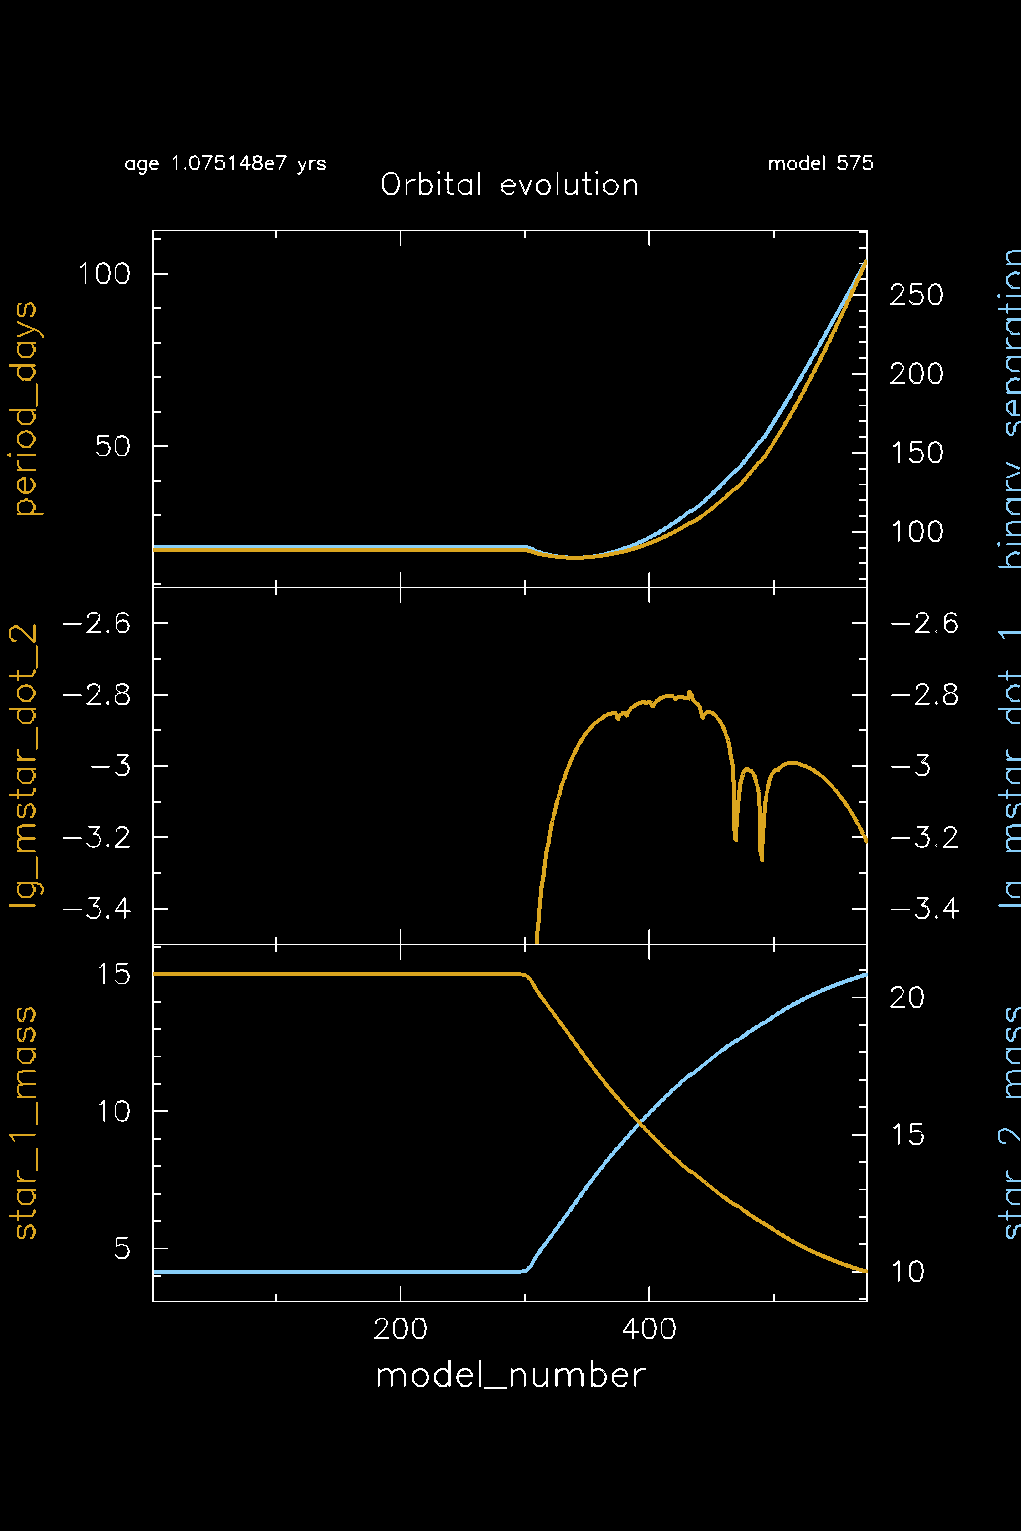 age 1.075148e7 yrs
model 575
Orbital evolution
period_days
100
50
250
200
150
100
binary_separation
lg_mstar_dot_2
-2.6
-2.8
-3
-3.2
-3.4
-2.6
-2.8
-3
-3.2
-3.4
lg_mstar_dot_1
star_1_mass
15
10
5
20
15
10
star_2_mass
200
400
model_number